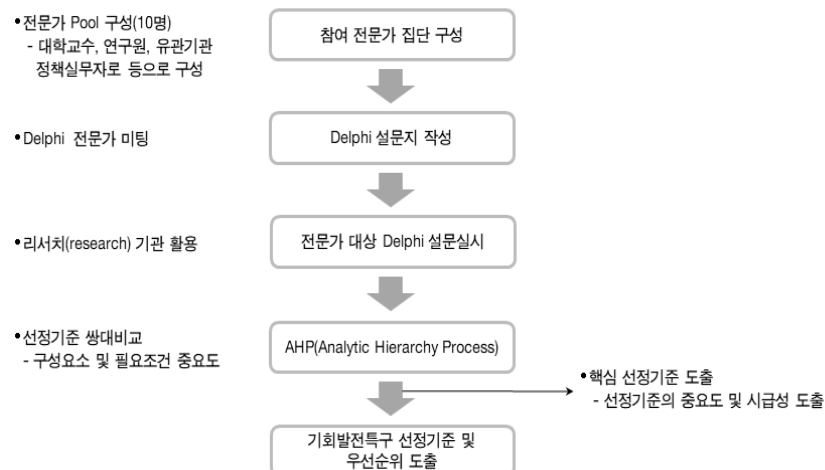 •전문가 Pool 구성(10명)
- 대학교수, 연구원, 유관기관
정책실무자로 등으로 구성
참여 전문가 집단 구성
•Delphi 전문가 미팅
Delphi 설문지 작성
•리서치(research) 기관 활용
전문가 대상 Delphi 설문실시
•선정기준 쌍대비교
- 구성요소 및 필요조건 중요도
AHP(Analytic Hierarchy Process)
•핵심 선정기준 도출
- 선정기준의 중요도 및 시급성 도출
기회발전특구 선정기준 및
우선순위 도출